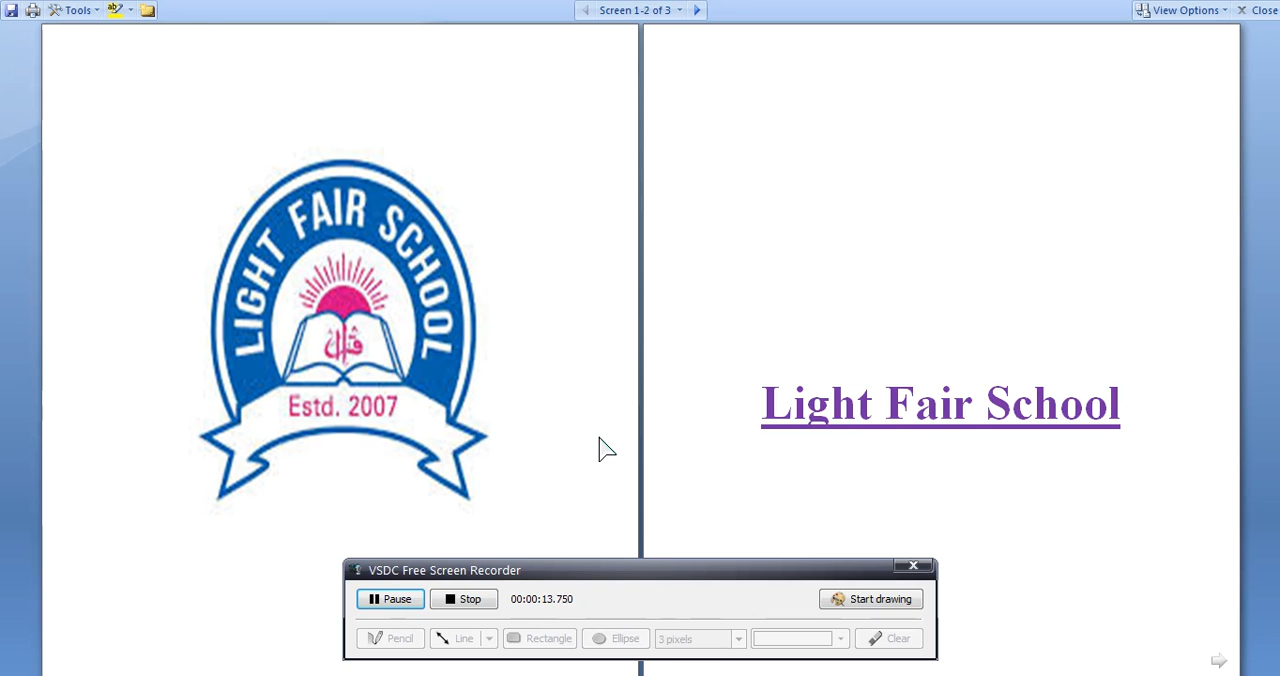 Tools
Screen 1-2 of 3
View Options
Close
LIGHT FAIR SCHOOL
Estd. 2007
Light Fair School
VSDC Free Screen Recorder
Pause
Stop
00:00:13.750
Start drawing
Pencil
Line
Rectangle
Ellipse
3 pixels
Clear